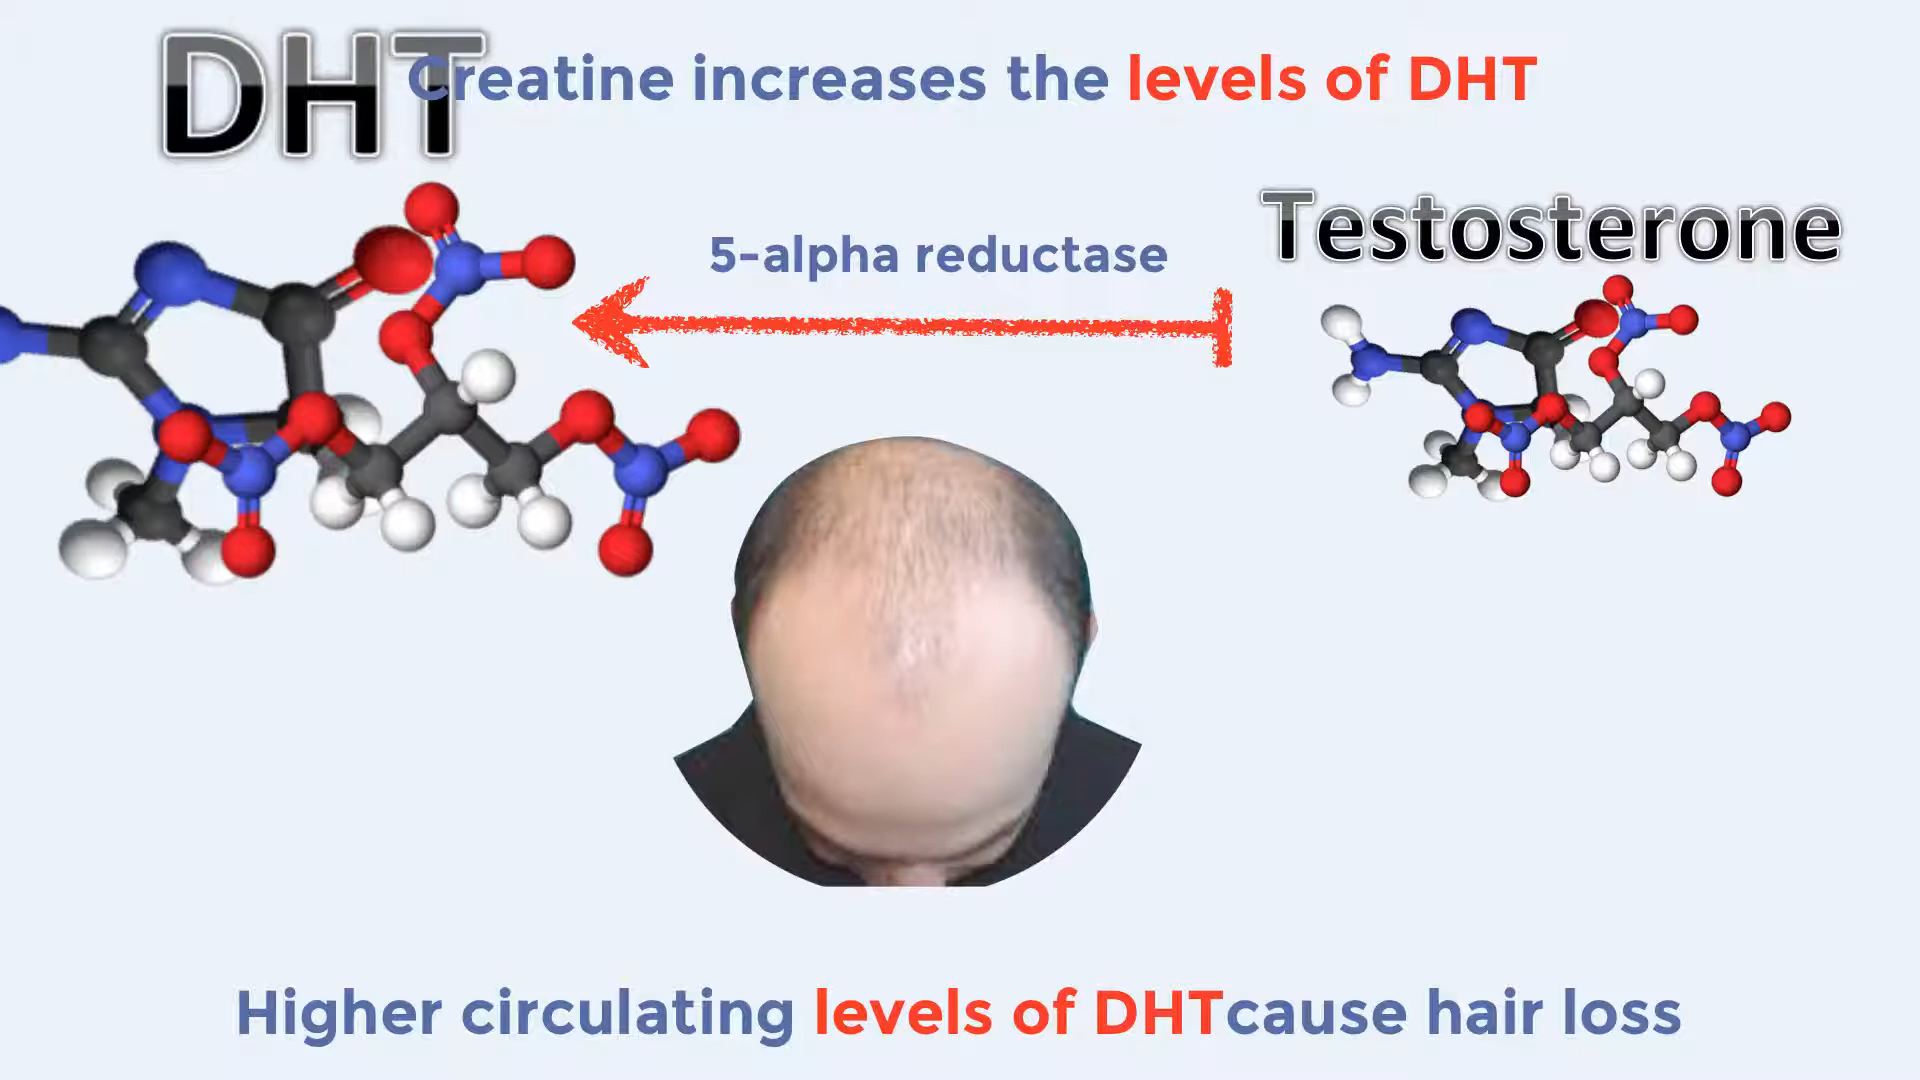 DHT
Creatine increases the levels of DHT
Testosterone
5-alpha reductase
Higher circulating levels of DHTcause hair loss